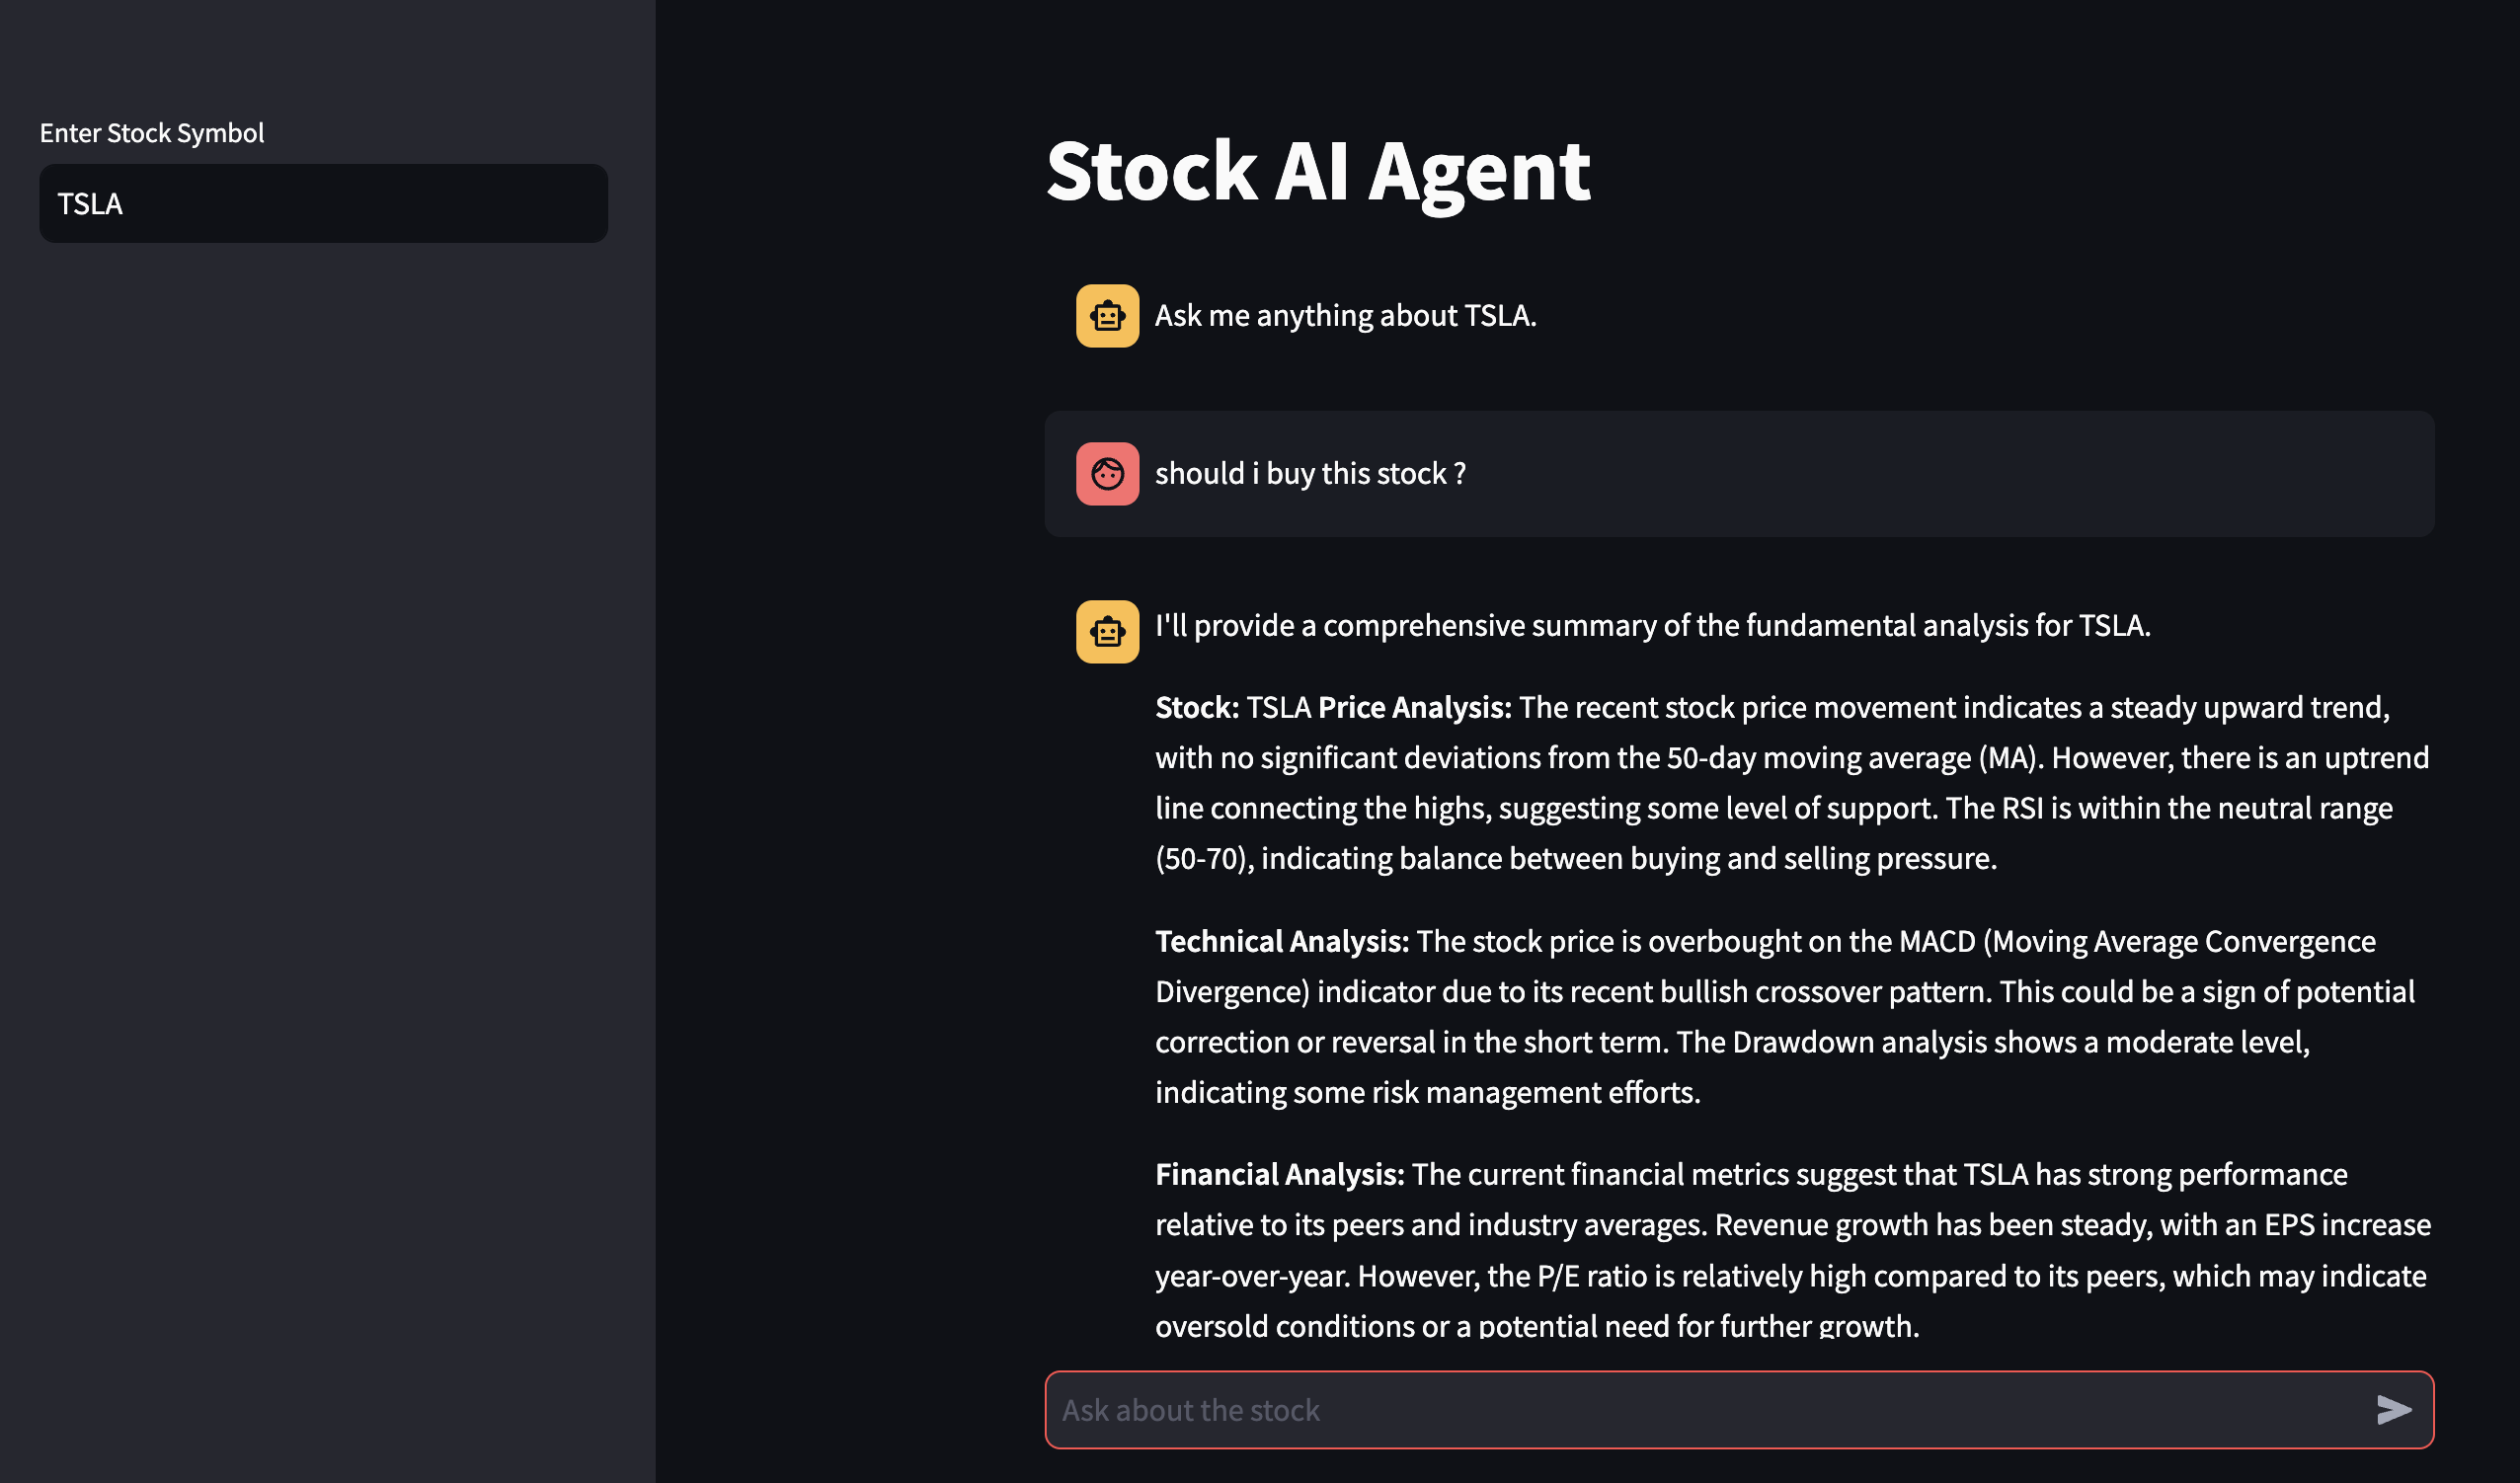 Enter Stock Symbol
TSLA
Stock AI Agent
Ask me anything about TSLA.
should i buy this stock ?
I'll provide a comprehensive summary of the fundamental analysis for TSLA.
Stock: TSLA Price Analysis: The recent stock price movement indicates a steady upward trend,
with no significant deviations from the 50-day moving average (MA). However, there is an uptrend
line connecting the highs, suggesting some level of support. The RSI is within the neutral range
(50-70), indicating balance between buying and selling pressure.
Technical Analysis: The stock price is overbought on the MACD (Moving Average Convergence
Divergence) indicator due to its recent bullish crossover pattern. This could be a sign of potential
correction or reversal in the short term. The Drawdown analysis shows a moderate level,
indicating some risk management efforts.
Financial Analysis: The current financial metrics suggest that TSLA has strong performance
relative to its peers and industry averages. Revenue growth has been steady, with an EPS increase
year-over-year. However, the P/E ratio is relatively high compared to its peers, which may indicate
oversold conditions or a potential need for further growth.
Ask about the stock